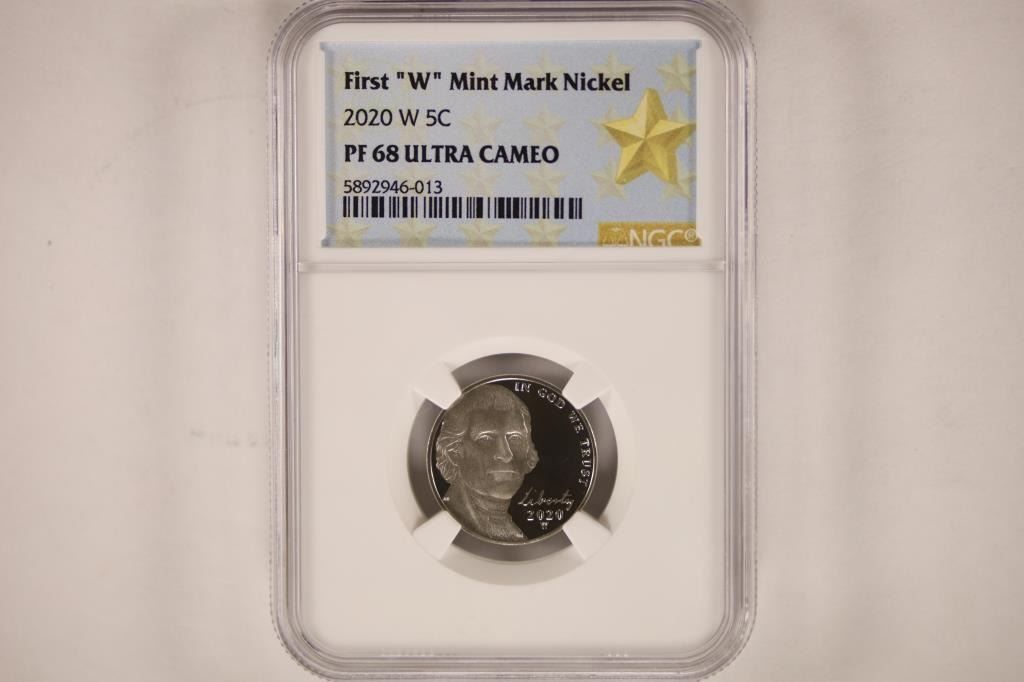 First "W" Mint Mark Nickel
2020 W 5C
PF 68 ULTRA CAMEO
5892946-013
NGC®
IN GOD WE TRUST
Liberty
2020
W